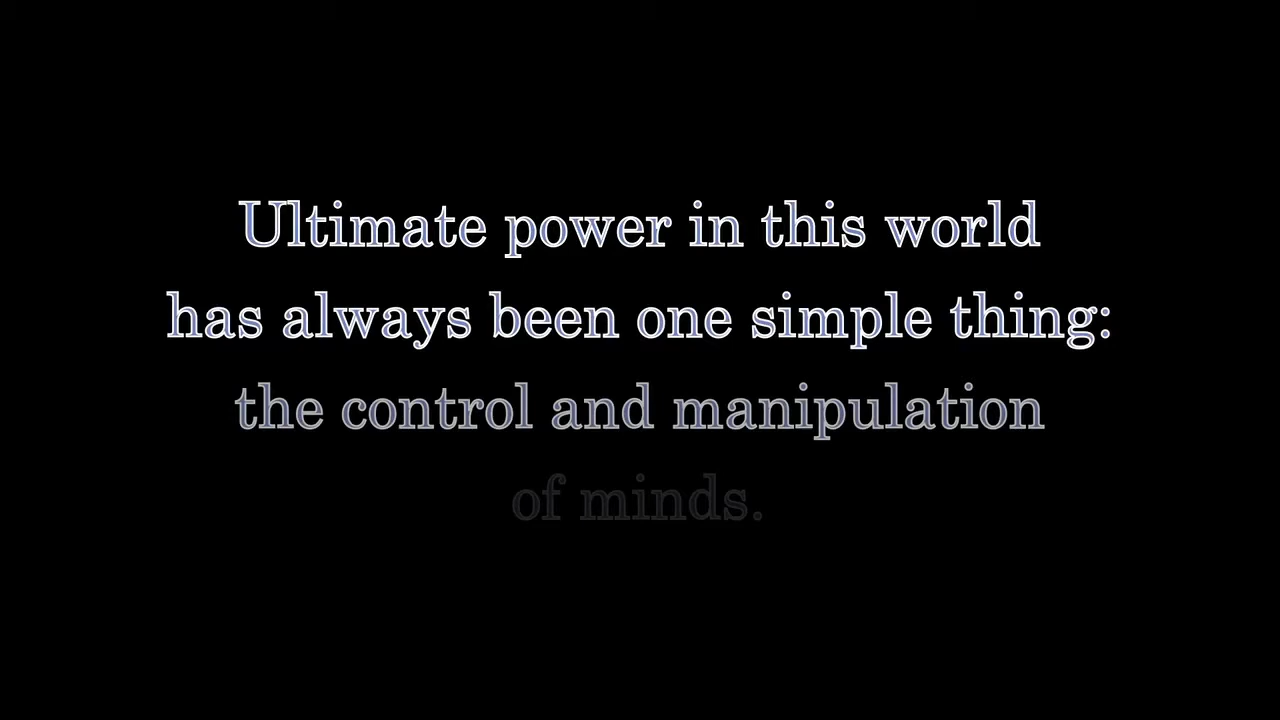 Ultimate power in this world
has always been one simple thing:
the control and manipulation
of minds.